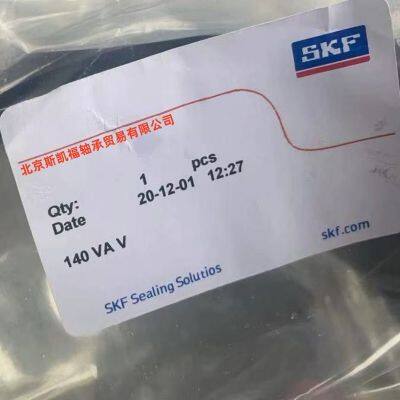 SKF
北京斯凯福轴承贸易有限公司
Qty: 1 pcs
Date 20-12-01 12:27
140 VA V
SKF Sealing Solutios
skf.com